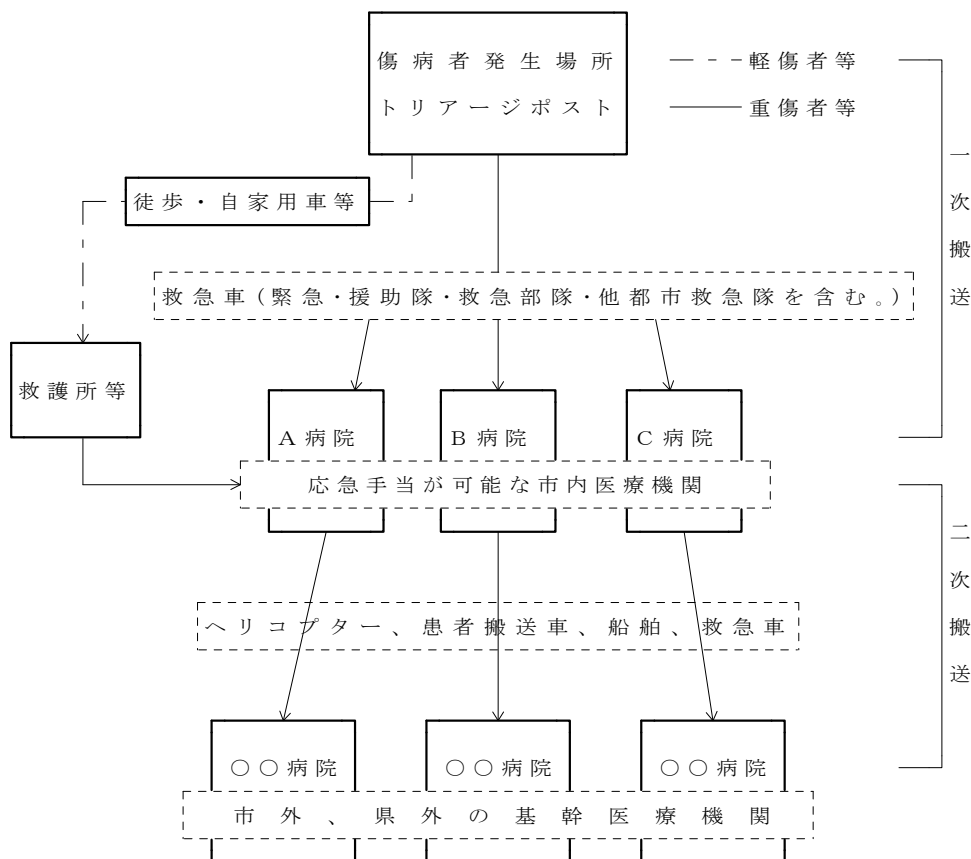 傷病者発生場所
トリアージポスト
軽傷者等
重傷者等
一次搬送
徒歩・自家用車等
救急車(緊急・援助隊・救急部隊・他都市救急隊を含む。)
救護所等
A病院
B病院
C病院
応急手当が可能な市内医療機関
二次搬送
ヘリコプター、患者搬送車、船舶、救急車
○○病院
○○病院
○○病院
市外、県外の基幹医療機関